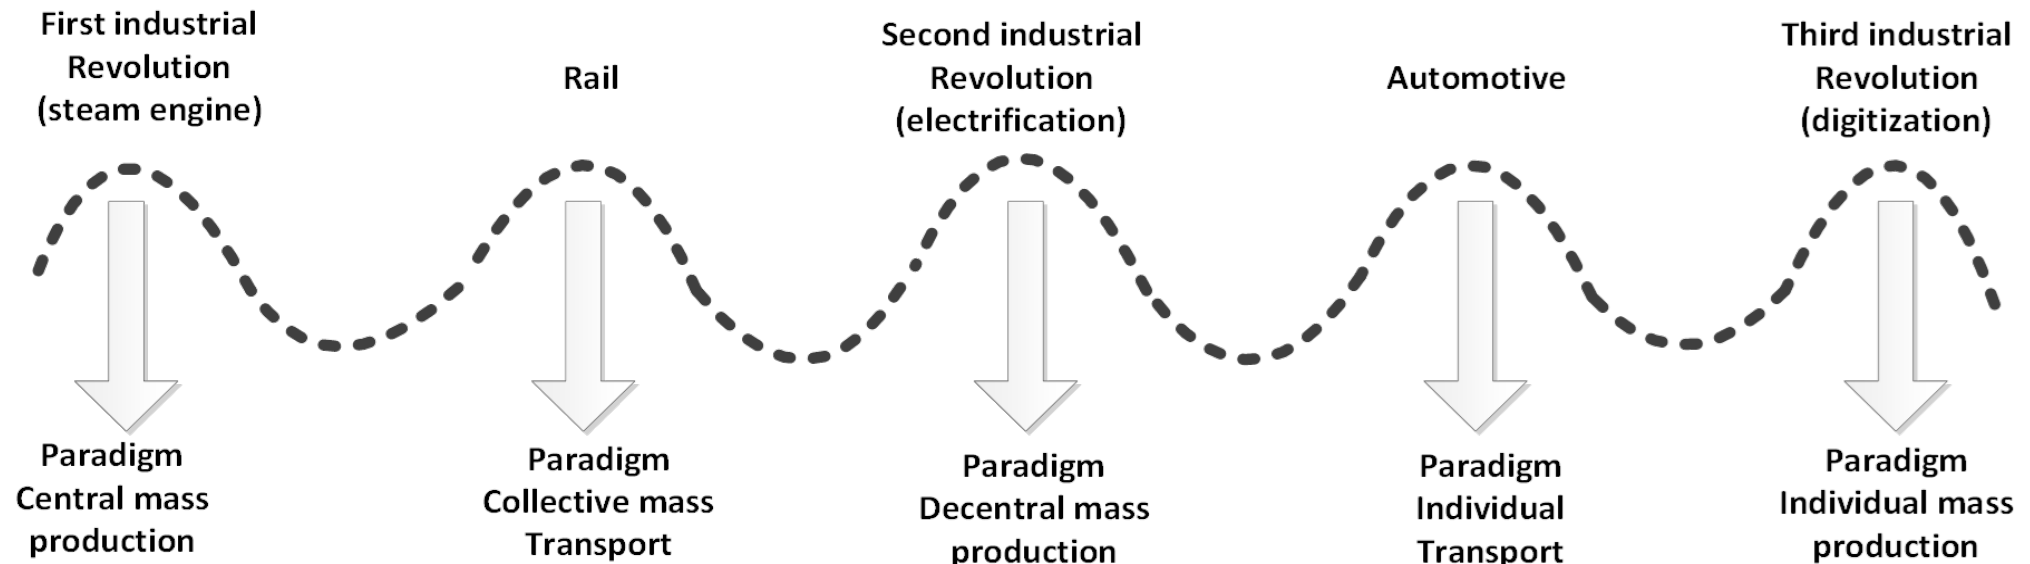 First industrial
Revolution
(steam engine)
Rail
Second industrial
Revolution
(electrification)
Automotive
Third industrial
Revolution
(digitization)
Paradigm
Central mass
production
Paradigm
Collective mass
Transport
Paradigm
Decentral mass
production
Paradigm
Individual
Transport
Paradigm
Individual mass
production